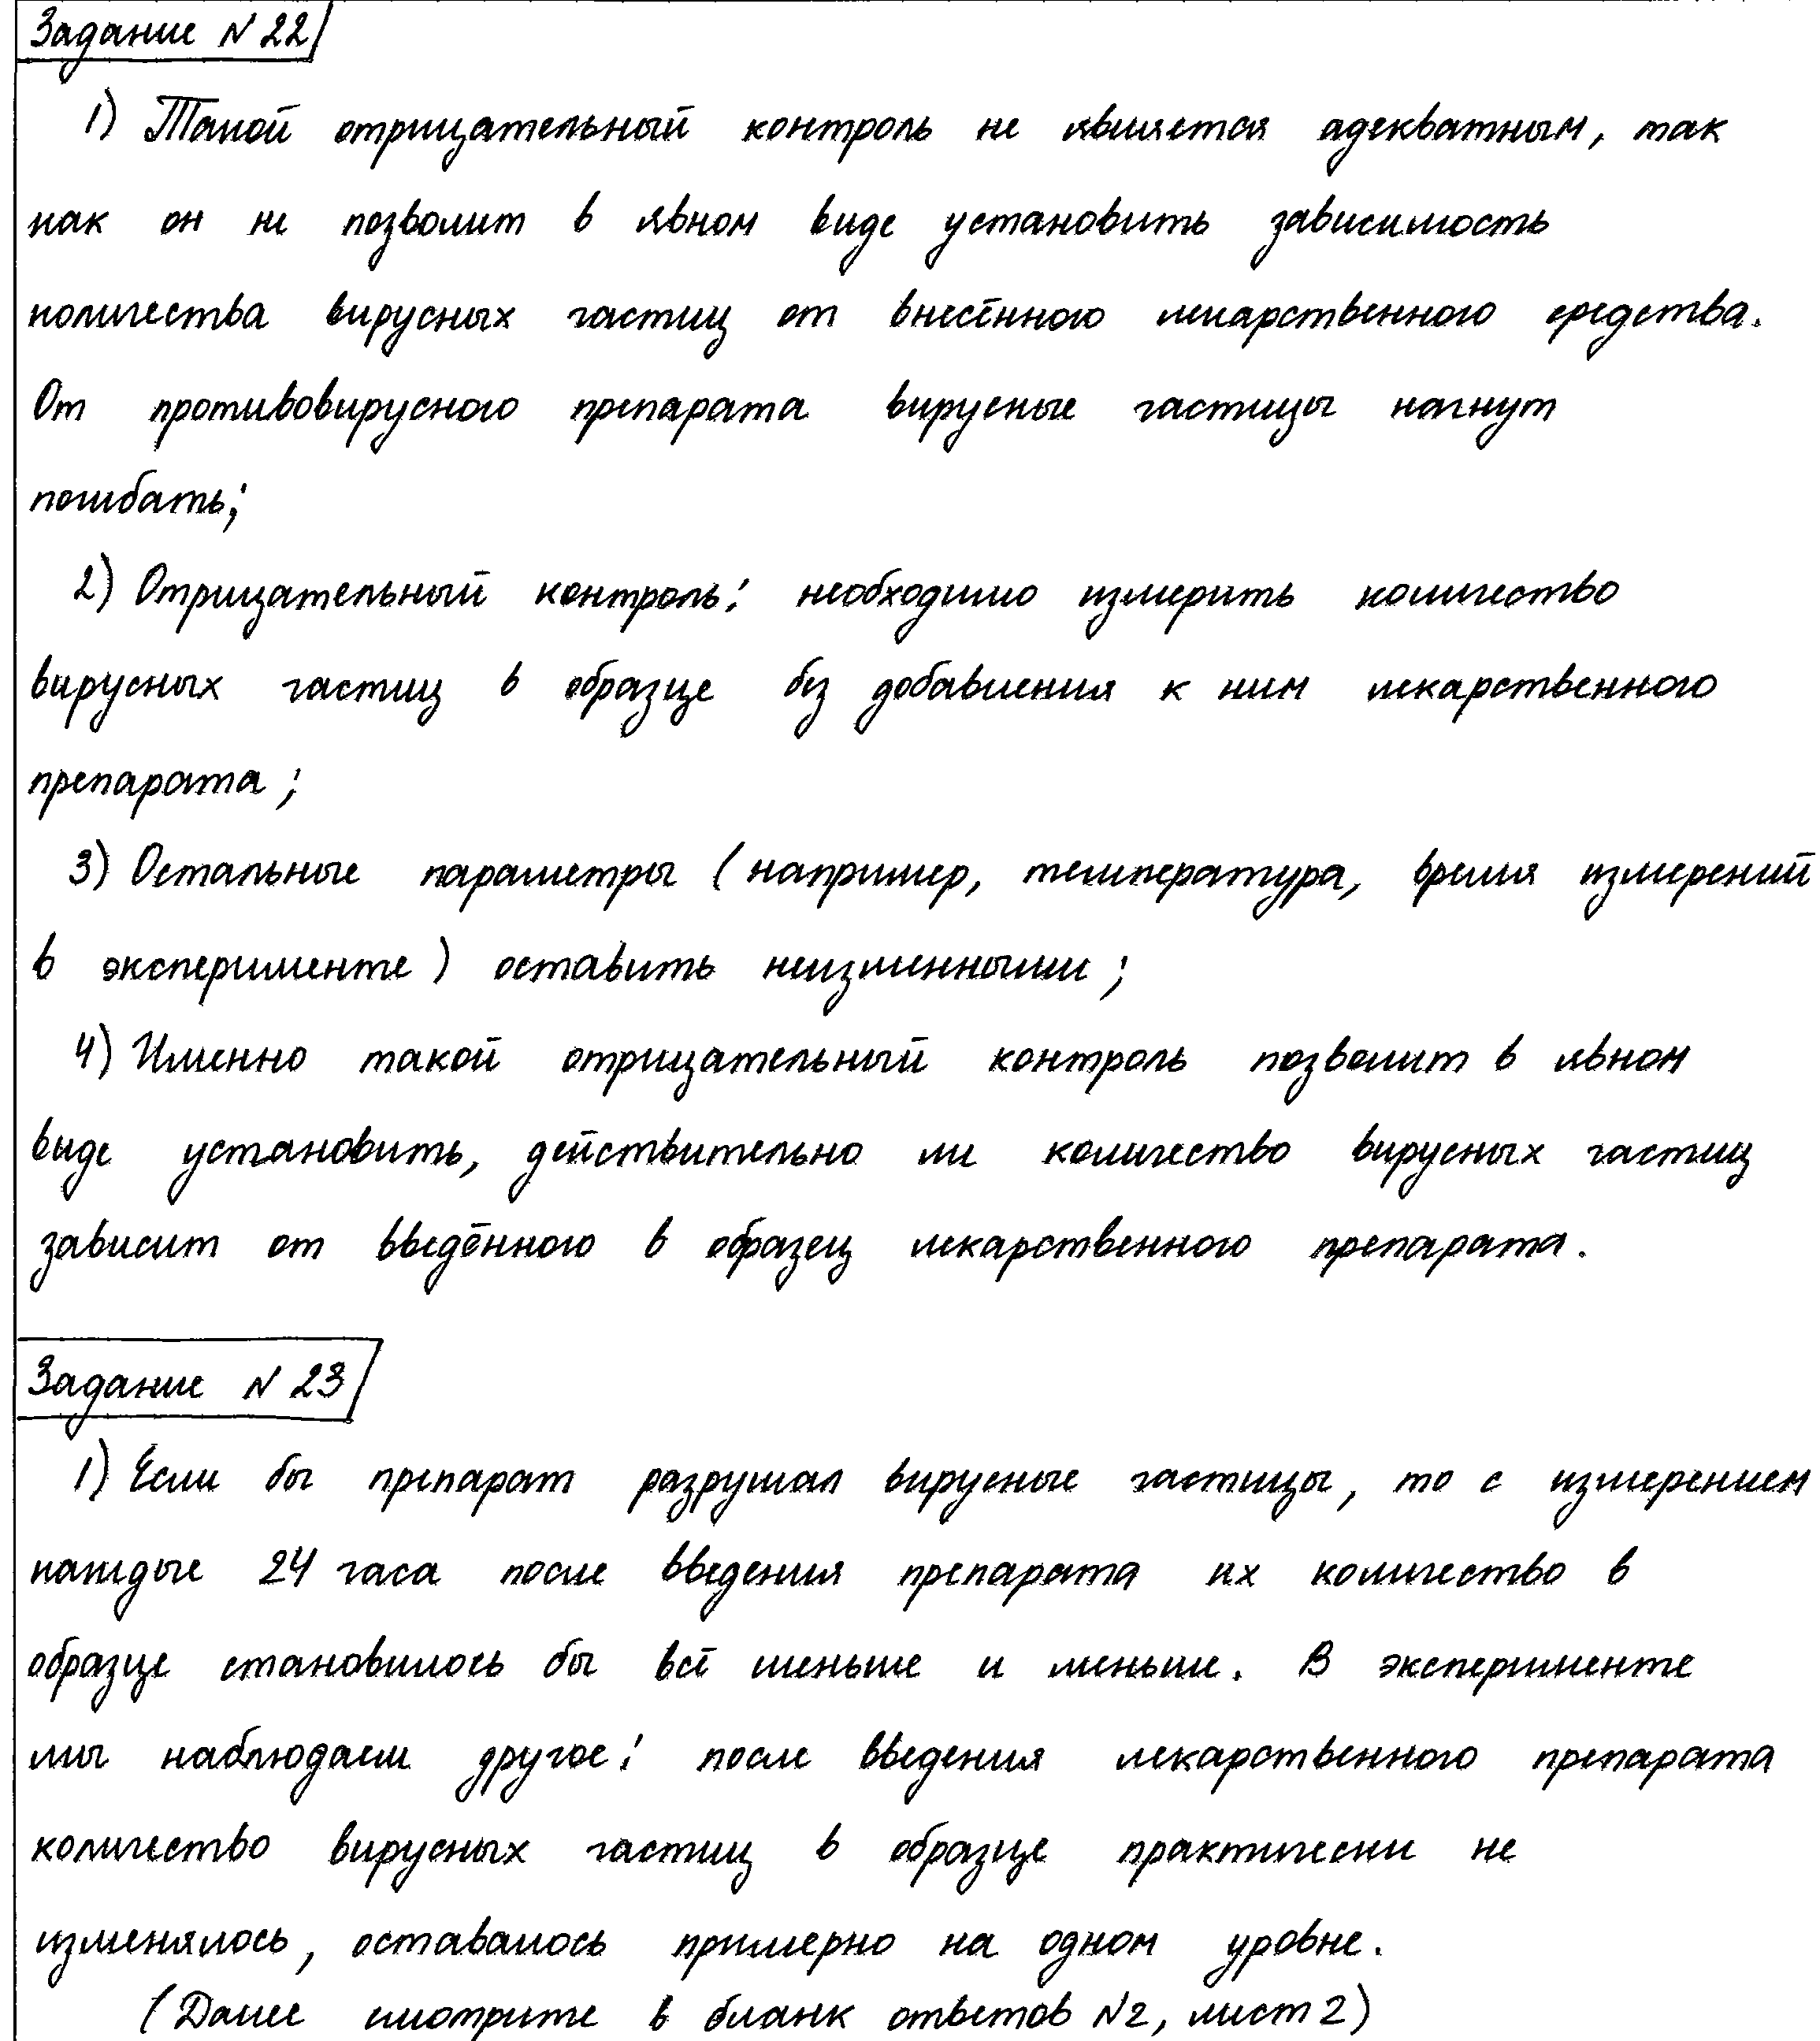 Задание N 22
1) Такой отрицательный контроль не является адекватным, так
как он не позволит в явном виде установить зависимость
количества вирусных частиц от внесённого лекарственного средства.
От противовирусного препарата вирусные частицы начнут
погибать;
2) Отрицательный контроль: необходимо измерить количество
вирусных частиц в образце без добавления к ним лекарственного
препарата;
3) Остальные параметры (например, температура, время измерений
в эксперименте) оставить неизменными;
4) Именно такой отрицательный контроль позволит в явном
виде установить, действительно ли количество вирусных частиц
зависит от введённого в образец лекарственного препарата.
Задание N 23
1) Если бы препарат разрушал вирусные частицы, то с измерением
каждые 24 часа после введения препарата их количество в
образце становилось бы всё меньше и меньше. В эксперименте
мы наблюдаем другое: после введения лекарственного препарата
количество вирусных частиц в образце практически не
изменялось, оставалось примерно на одном уровне.
(Далее смотрите в бланк ответов N2, лист 2)